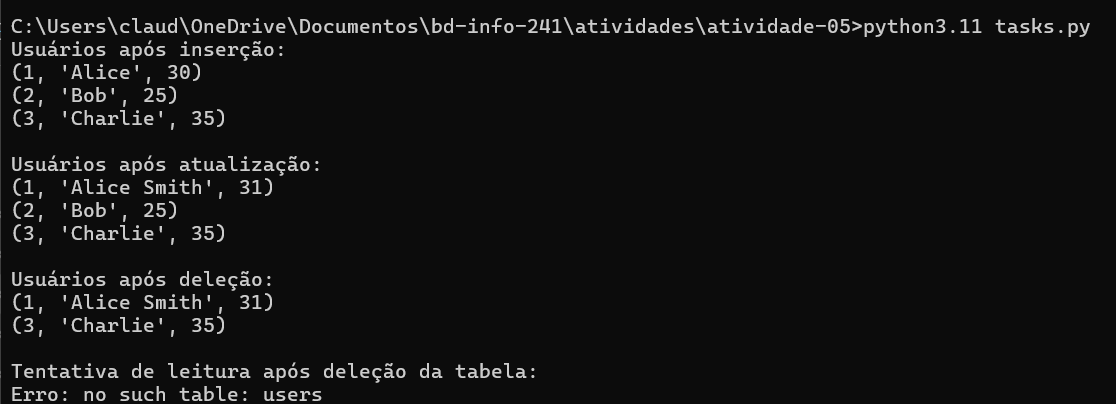 C:\Users\claud\OneDrive\Documentos\bd-info-241\atividades\atividade-05>python3.11 tasks.py
Usuários após inserção:
(1, 'Alice', 30)
(2, 'Bob', 25)
(3, 'Charlie', 35)

Usuários após atualização:
(1, 'Alice Smith', 31)
(2, 'Bob', 25)
(3, 'Charlie', 35)

Usuários após deleção:
(1, 'Alice Smith', 31)
(3, 'Charlie', 35)

Tentativa de leitura após deleção da tabela:
Erro: no such table: users